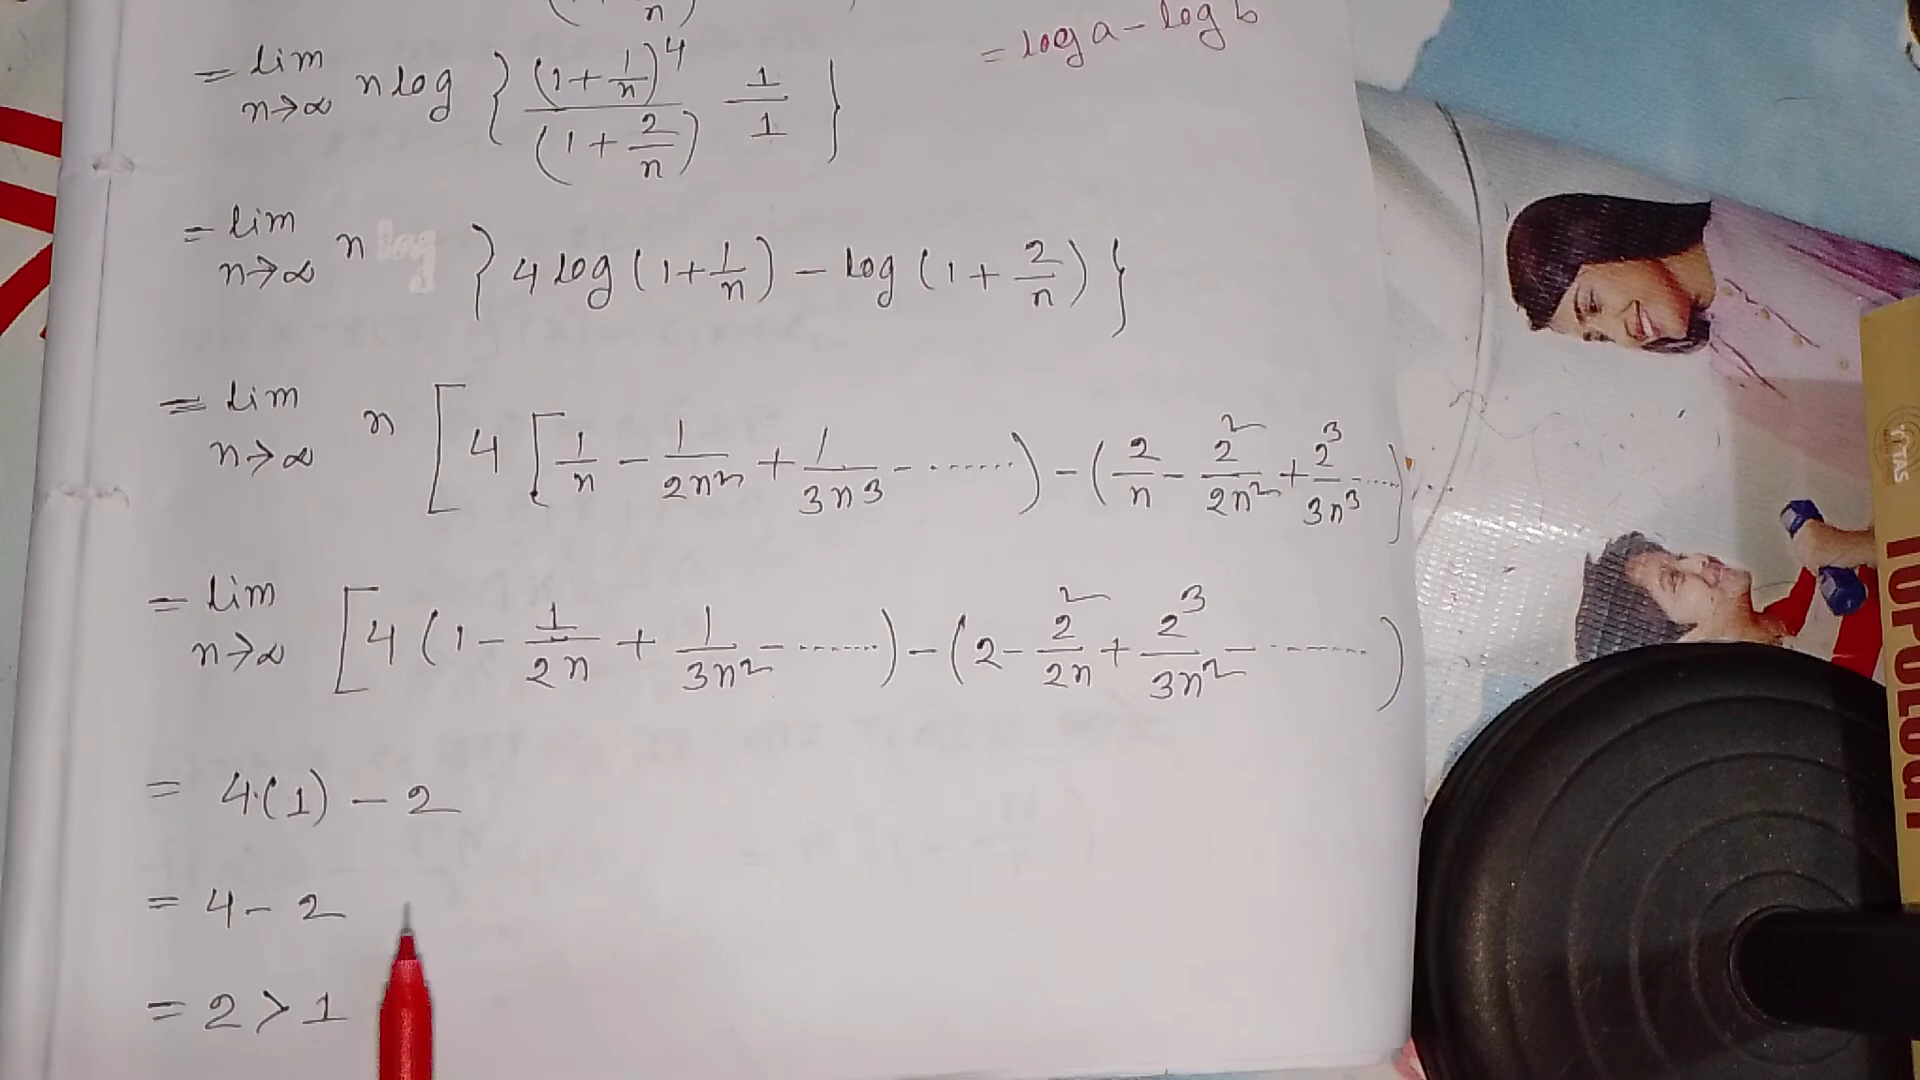 n)
= log a - log b
= lim n→∞ n log { (1 + 1/n)^4 / (1 + 2/n) 1/1 }
= lim n→∞ n log { 4 log (1 + 1/n) - log (1 + 2/n) }
= lim n→∞ n [ 4 [ 1/n - 1/2n² + 1/3n³ - ...... ) - ( 2/n - 2²/2n² + 2³/3n³ ..... ) ...
= lim n→∞ [ 4 ( 1 - 1/2n + 1/3n² - ...... ) - ( 2 - 2²/2n + 2³/3n² - ...... )
= 4·(1) - 2
= 4 - 2
= 2 > 1
TOPOLOGY